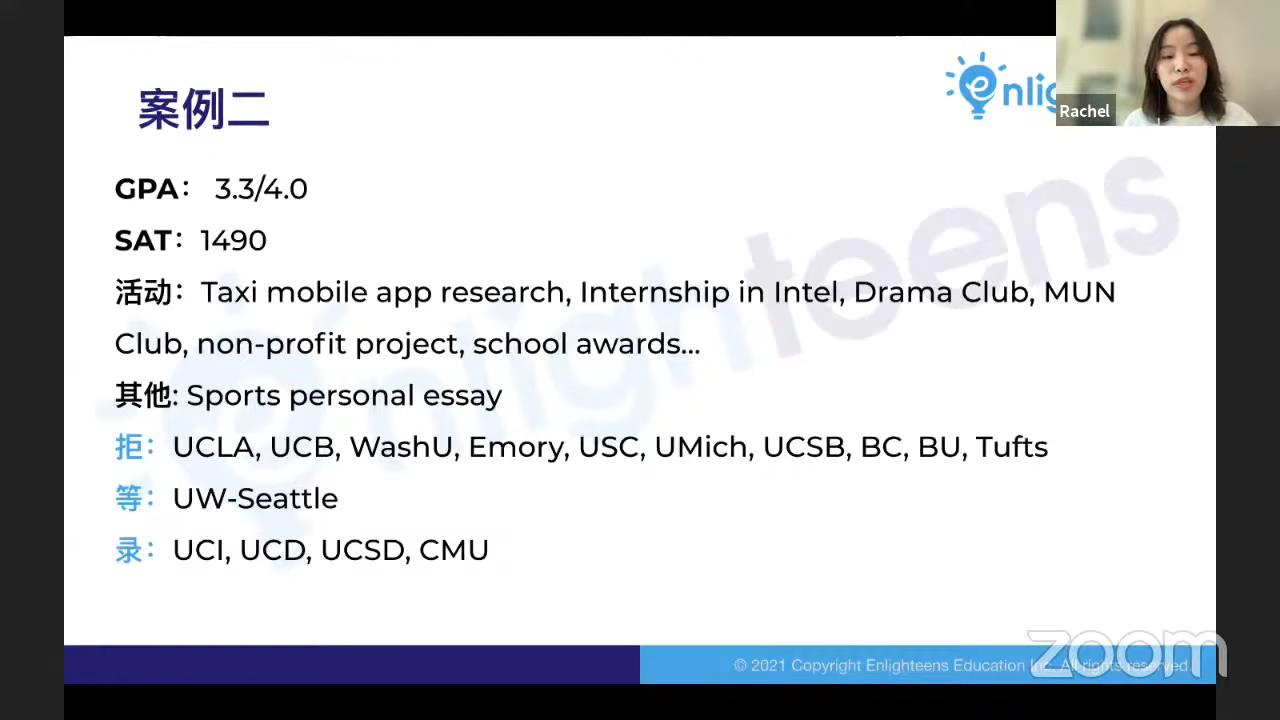 案例二
enlig
Rachel
GPA： 3.3/4.0
SAT：1490
活动：Taxi mobile app research, Internship in Intel, Drama Club, MUN
Club, non-profit project, school awards...
其他: Sports personal essay
拒：UCLA, UCB, WashU, Emory, USC, UMich, UCSB, BC, BU, Tufts
等：UW-Seattle
录：UCI, UCD, UCSD, CMU
enlighteens
© 2021 Copyright Enlighteens Education Inc. All rights reserved.
zoom